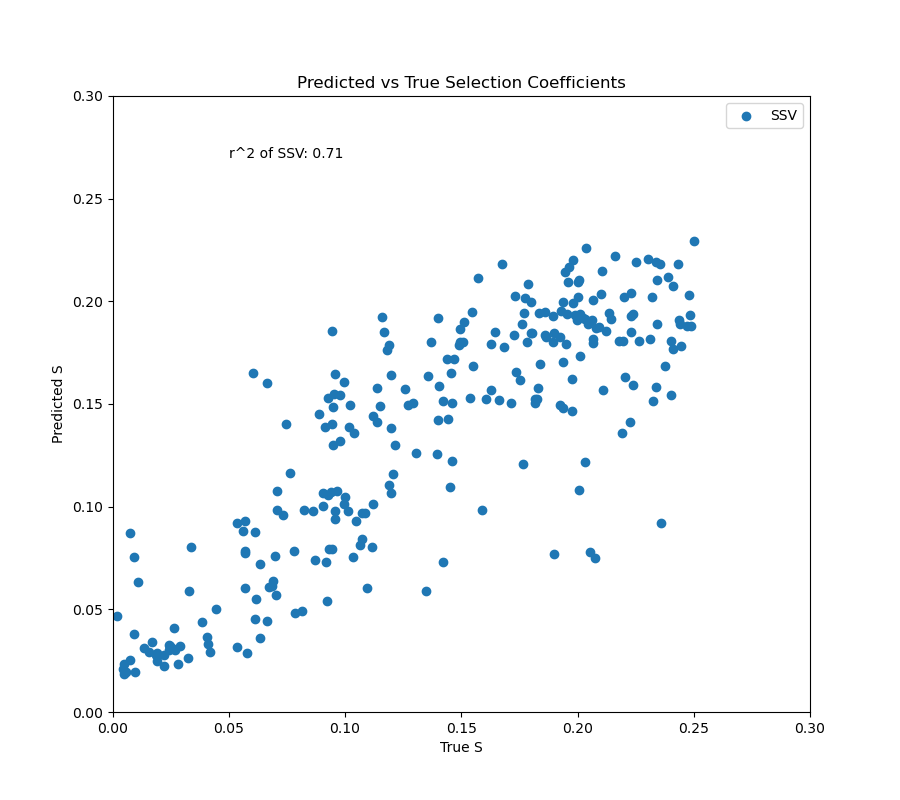 Predicted vs True Selection Coefficients
0.30
SSV
r^2 of SSV: 0.71
0.25
0.20
Predicted S
0.15
0.10
0.05
0.00
0.00 0.05 0.10 0.15 0.20 0.25 0.30
True S